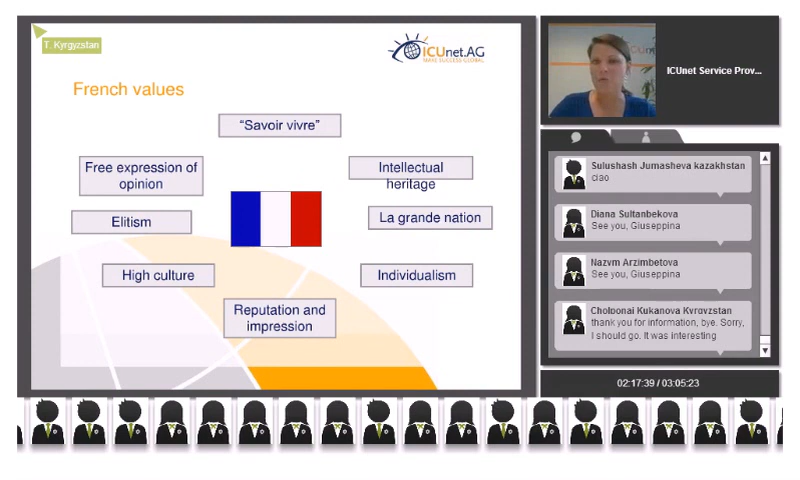 T. Kyrgyzstan
ICUnet.AG
MAKE SUCCESS GLOBAL
French values
“Savoir vivre”
Free expression of
opinion
Intellectual
heritage
Elitism
La grande nation
High culture
Individualism
Reputation and
impression
ICUnet Service Prov...
Sulushash Jumasheva kazakhstan
ciao
Diana Sultanbekova
See you, Giuseppina
Nazym Arzimbetova
See you, Giuseppina
Cholponai Kukanova Kyrgyzstan
thank you for information, bye. Sorry,
I should go. It was interesting
02:17:39 / 03:05:23